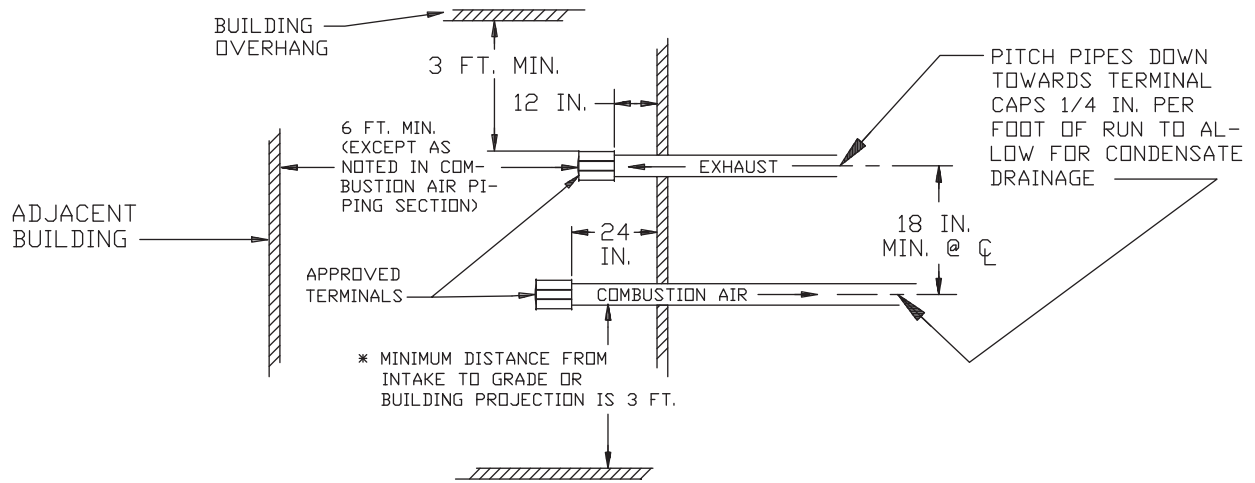 BUILDING
OVERHANG
3 FT. MIN.
12 IN.
PITCH PIPES DOWN
TOWARDS TERMINAL
CAPS 1/4 IN. PER
FOOT OF RUN TO AL-
LOW FOR CONDENSATE
DRAINAGE
6 FT. MIN.
(EXCEPT AS
NOTED IN COM-
BUSTION AIR PI-
PING SECTION)
EXHAUST
ADJACENT
BUILDING
24
IN.
18 IN.
MIN. @ ℄
APPROVED
TERMINALS
COMBUSTION AIR
* MINIMUM DISTANCE FROM
INTAKE TO GRADE OR
BUILDING PROJECTION IS 3 FT.